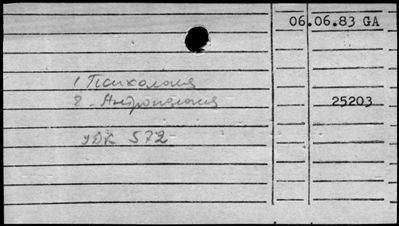 06.06.83 GA
1 Психология
2. Антропология
25203
УДК 572